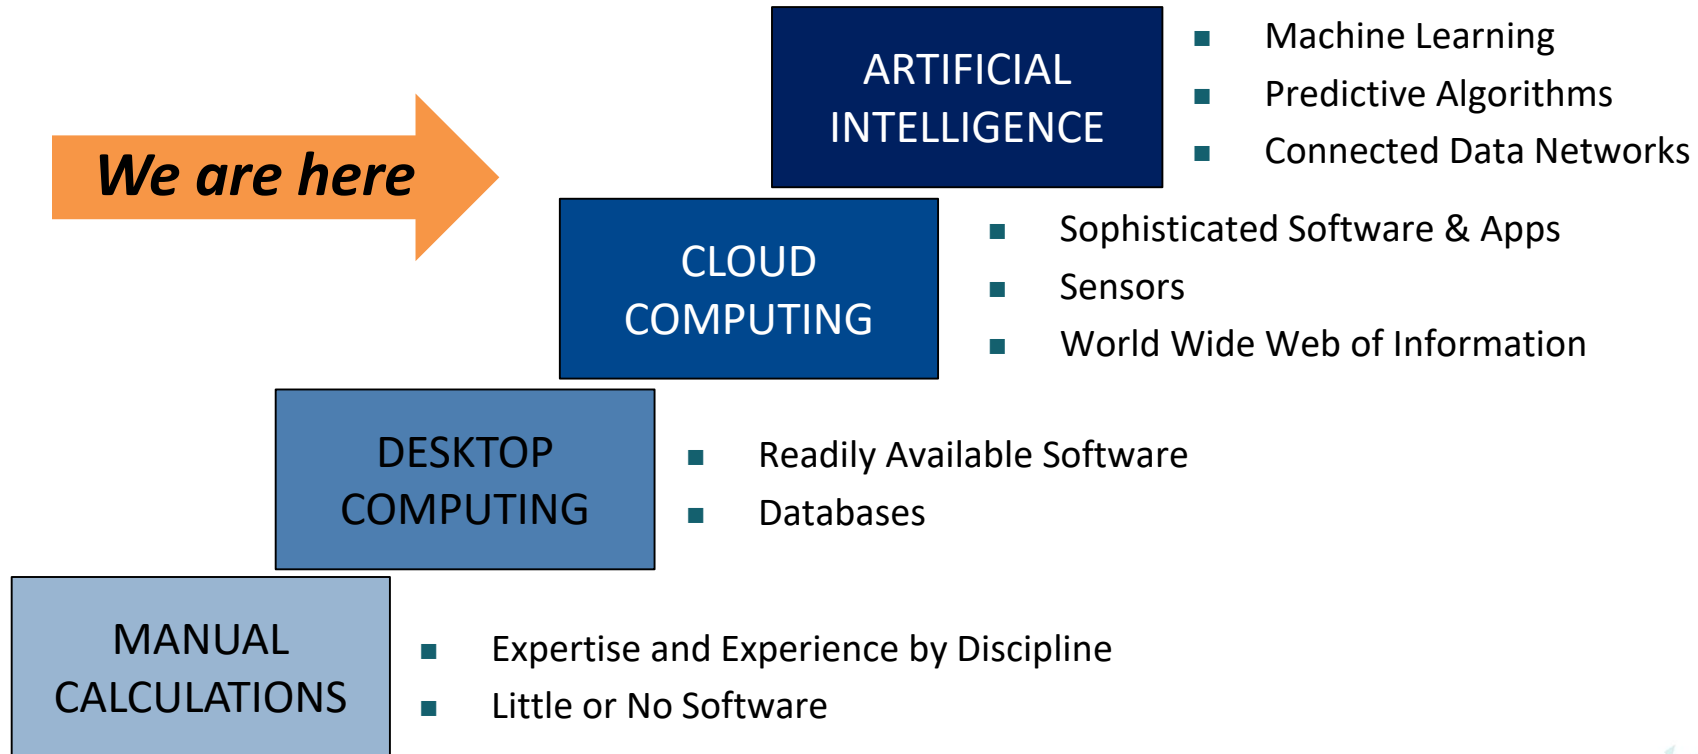 ARTIFICIAL
INTELLIGENCE
Machine Learning
Predictive Algorithms
Connected Data Networks
We are here
CLOUD
COMPUTING
Sophisticated Software & Apps
Sensors
World Wide Web of Information
DESKTOP
COMPUTING
Readily Available Software
Databases
MANUAL
CALCULATIONS
Expertise and Experience by Discipline
Little or No Software